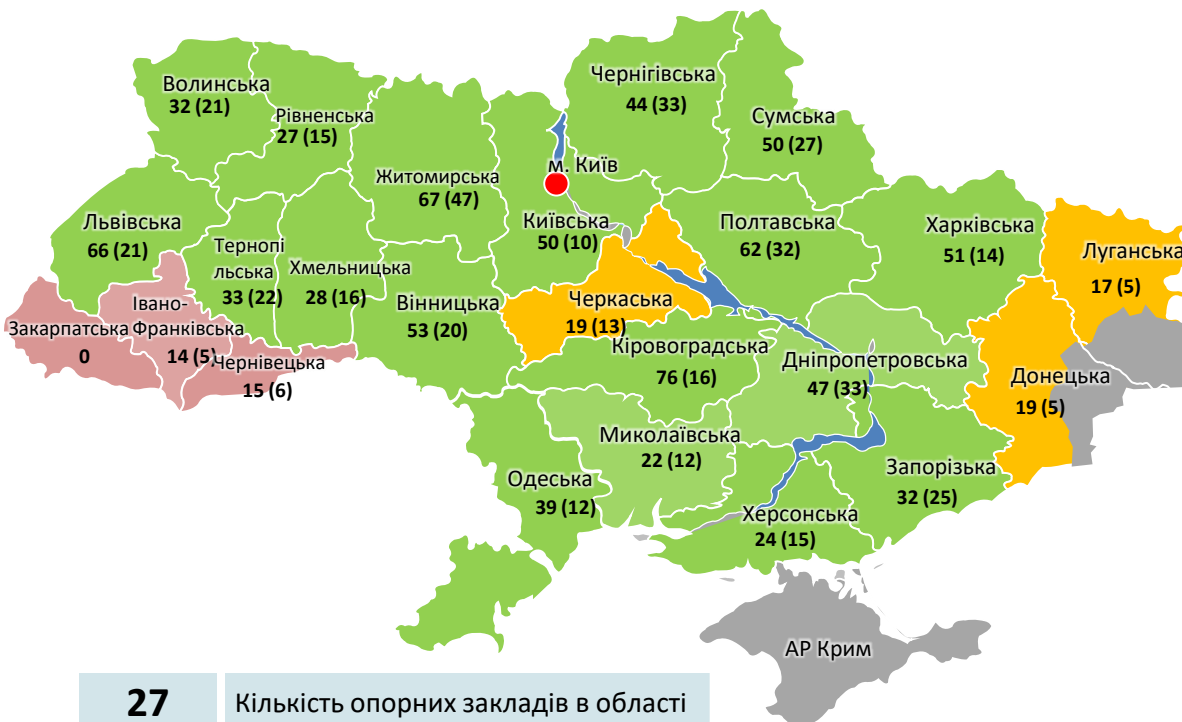 Волинська
32 (21)
Рівненська
27 (15)
Житомирська
67 (47)
м. Київ
Київська
50 (10)
Чернігівська
44 (33)
Сумська
50 (27)
Львівська
66 (21)
Тернопі
льська
33 (22)
Хмельницька
28 (16)
Вінницька
53 (20)
Черкаська
19 (13)
Полтавська
62 (32)
Харківська
51 (14)
Луганська
17 (5)
Закарпатська
0
Івано-
Франківська
14 (5)
Чернівецька
15 (6)
Кіровоградська
76 (16)
Дніпропетровська
47 (33)
Донецька
19 (5)
Одеська
39 (12)
Миколаївська
22 (12)
Херсонська
24 (15)
Запорізька
32 (25)
АР Крим
27 Кількість опорних закладів в області